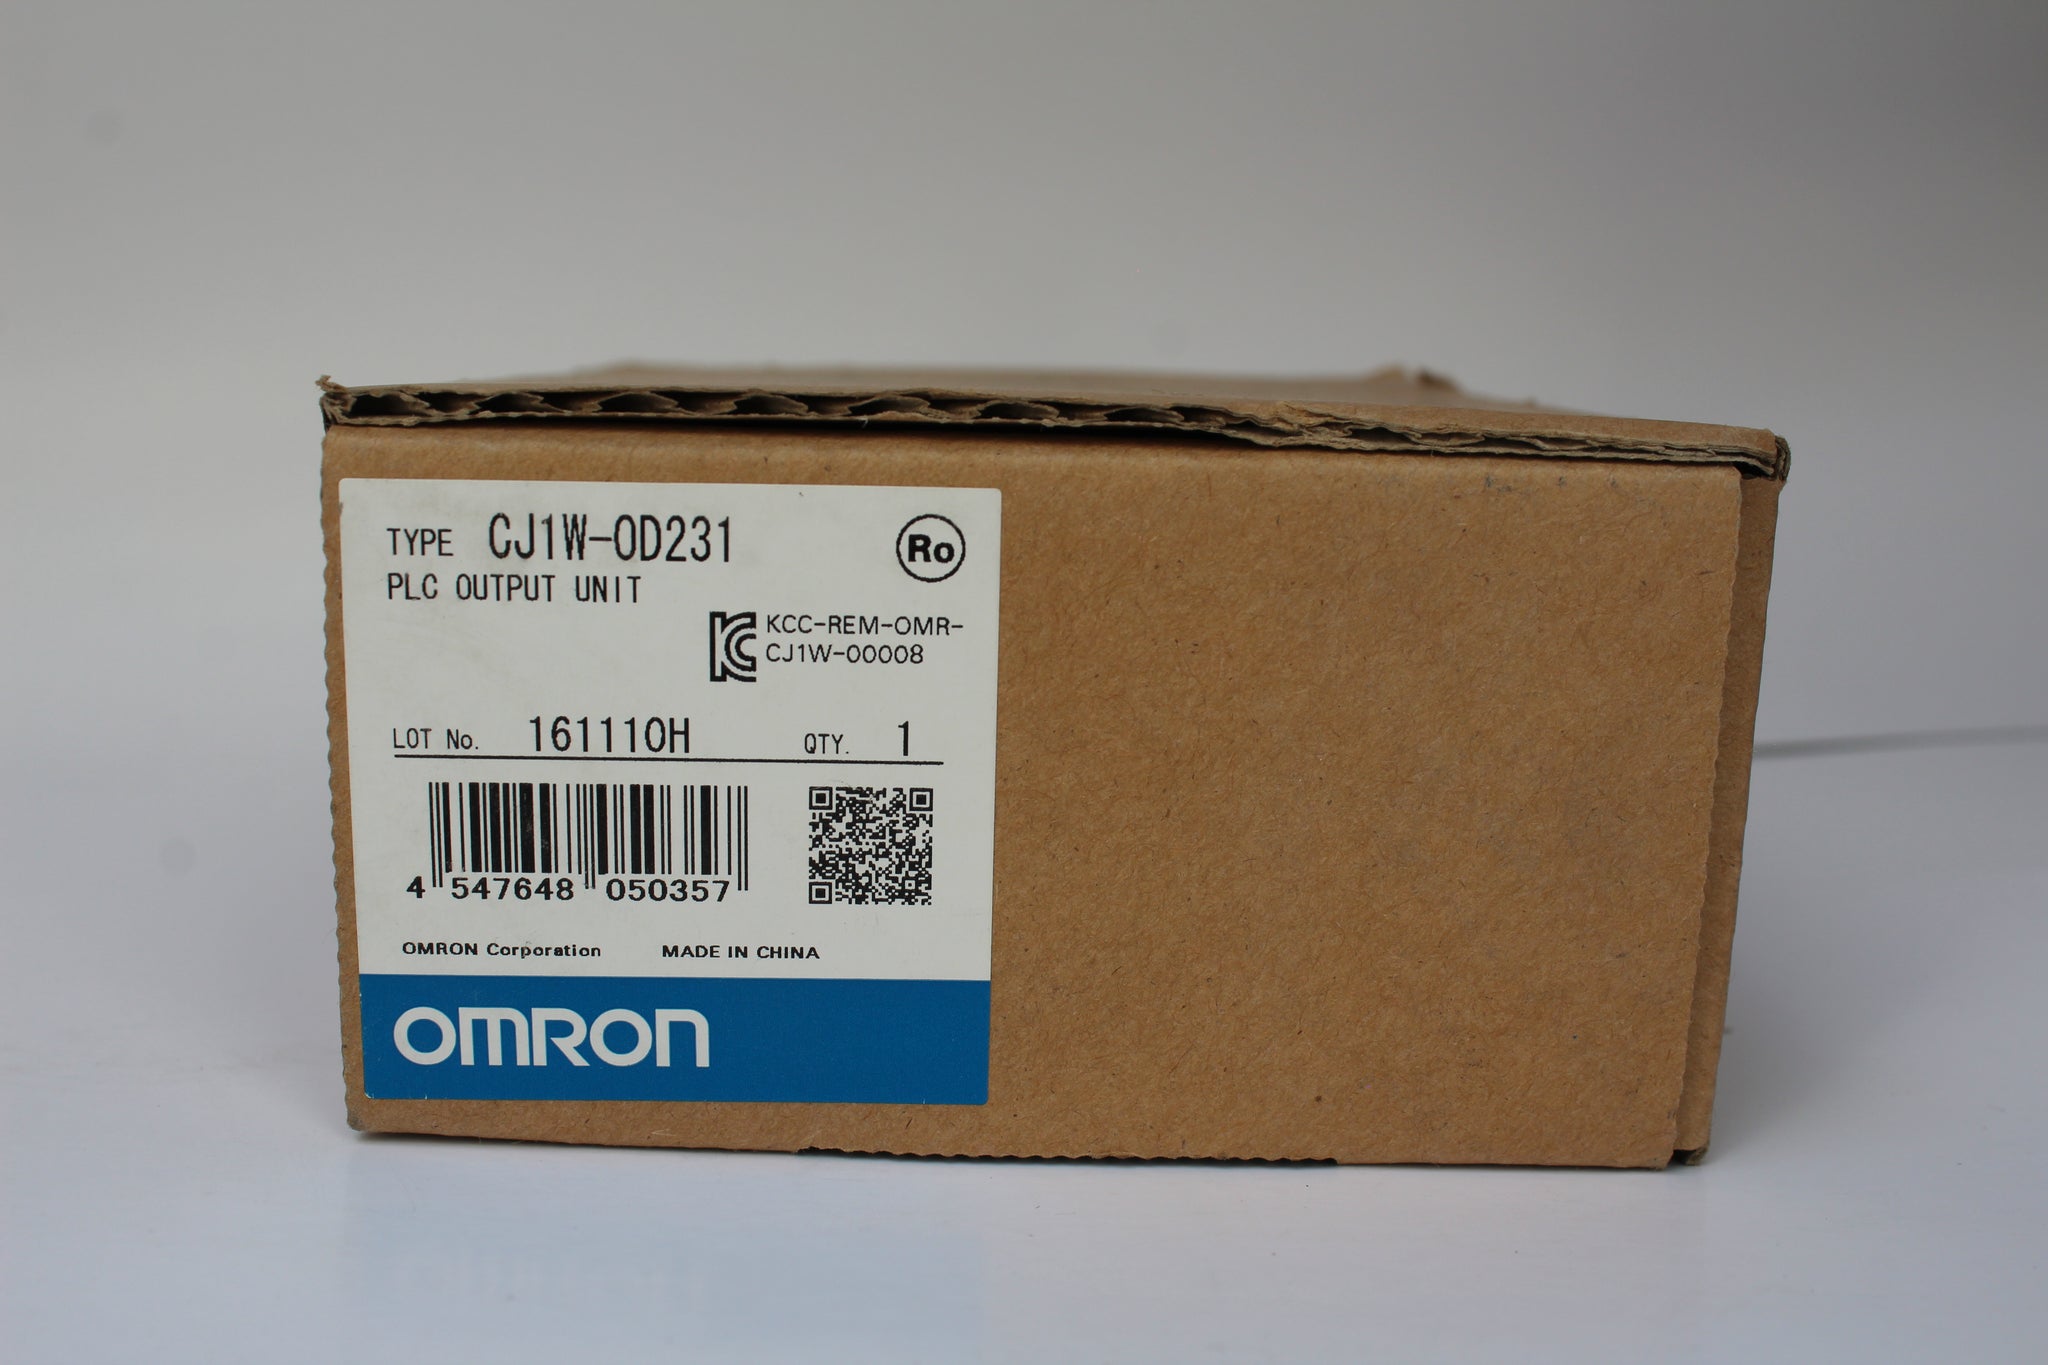 TYPE CJ1W-OD231
Ro
PLC OUTPUT UNIT
KC KCC-REM-OMR-
CJ1W-00008
LOT No. 161110H QTY. 1
4 547648 050357
OMRON Corporation MADE IN CHINA
OMRON